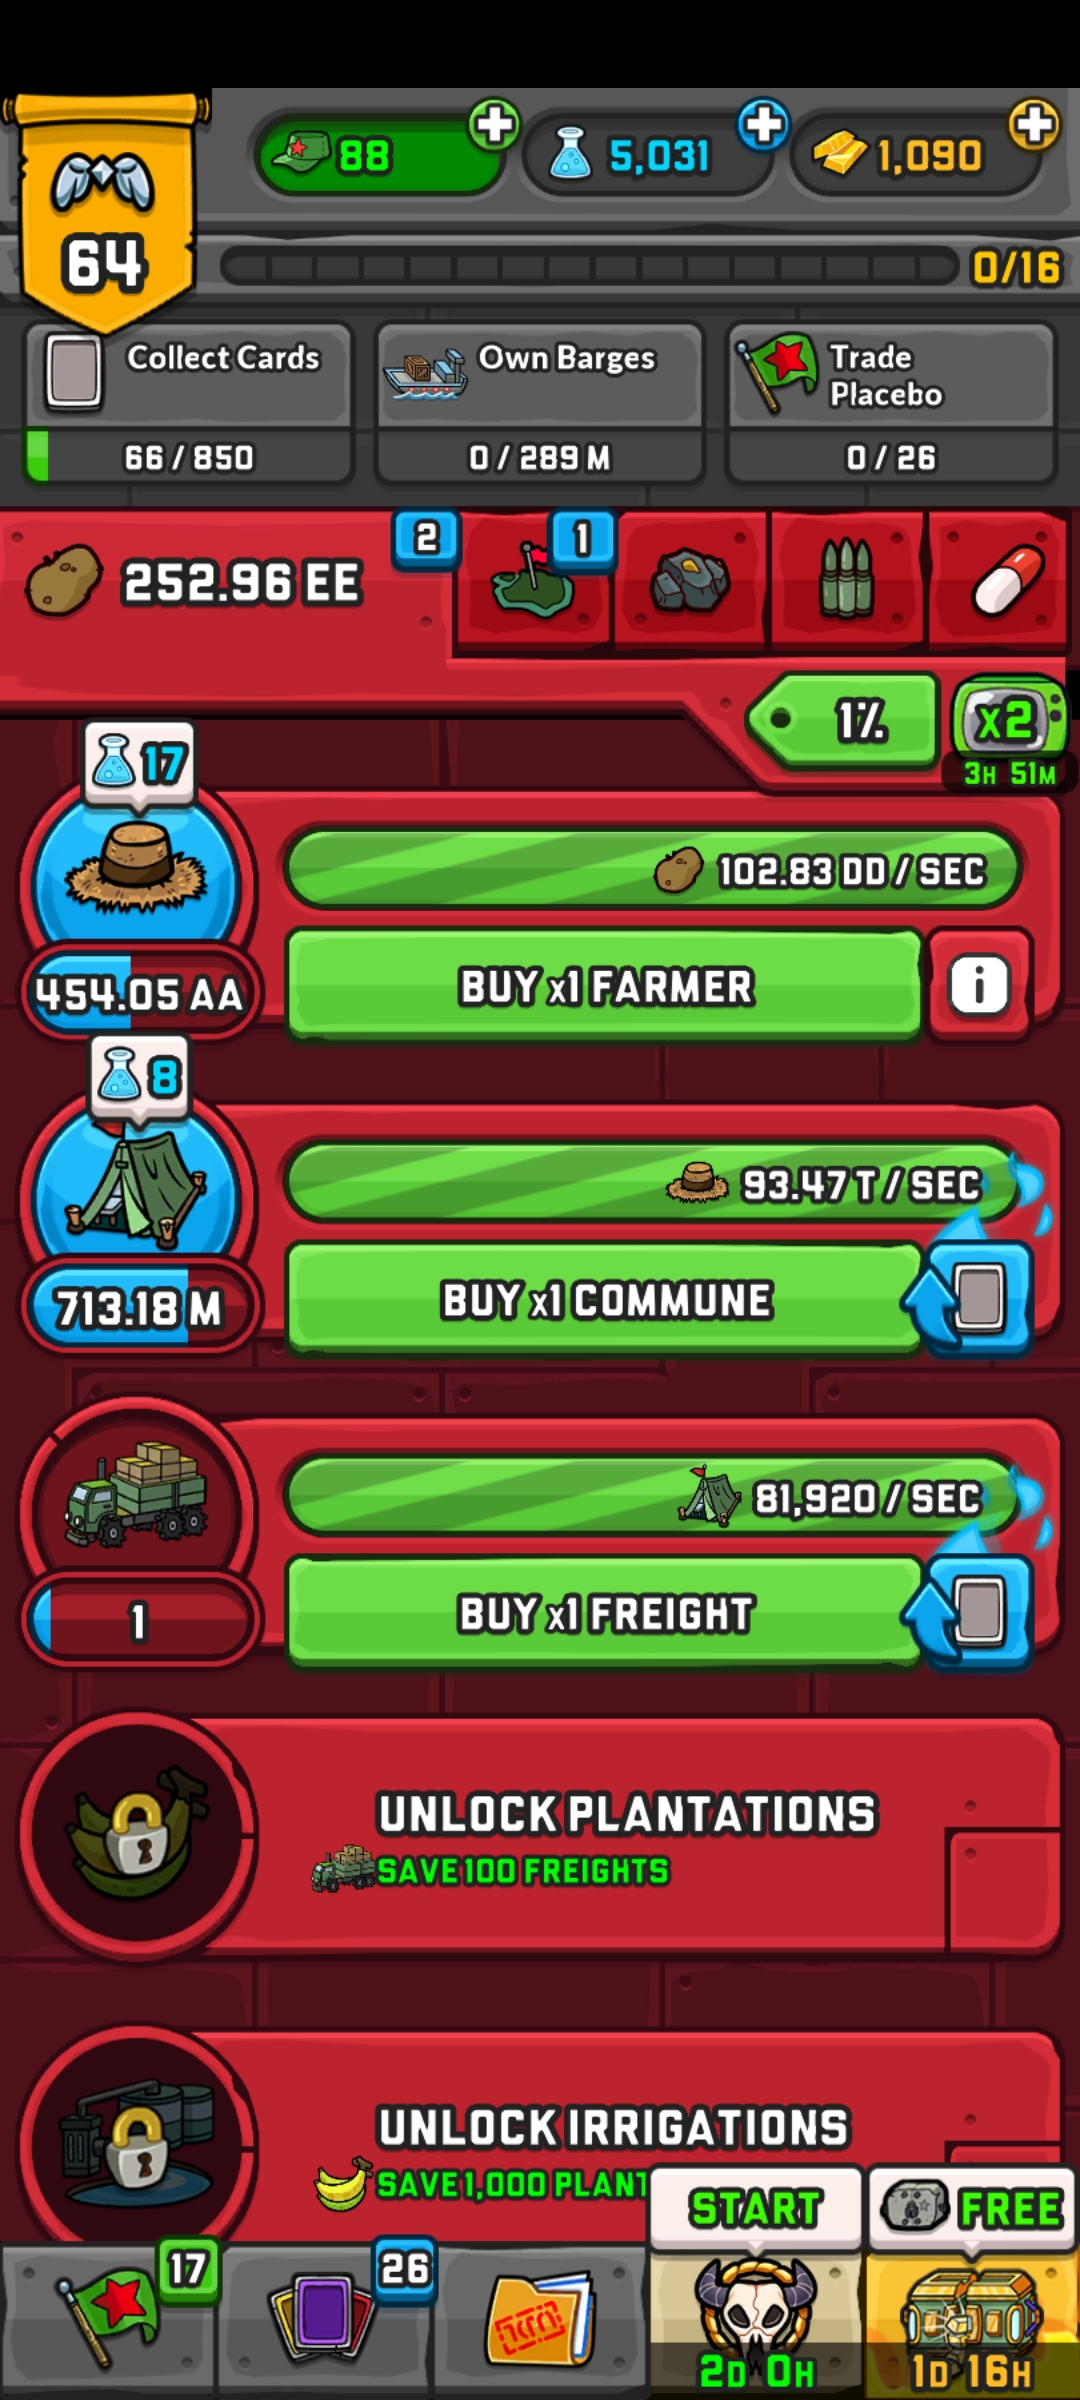 88
5,031
1,090
64
0/16
Collect Cards
66 / 850
Own Barges
0 / 289 M
Trade
Placebo
0 / 26
252.96 EE
2
1
1%
x2
3H 51M
17
102.83 DD / SEC
454.05 AA
BUY x1 FARMER
i
8
93.47 T / SEC
713.18 M
BUY x1 COMMUNE
81,920 / SEC
1
BUY x1 FREIGHT
UNLOCK PLANTATIONS
SAVE 100 FREIGHTS
UNLOCK IRRIGATIONS
SAVE 1,000 PLANT
START
FREE
17
26
2D 0H
1D 16H